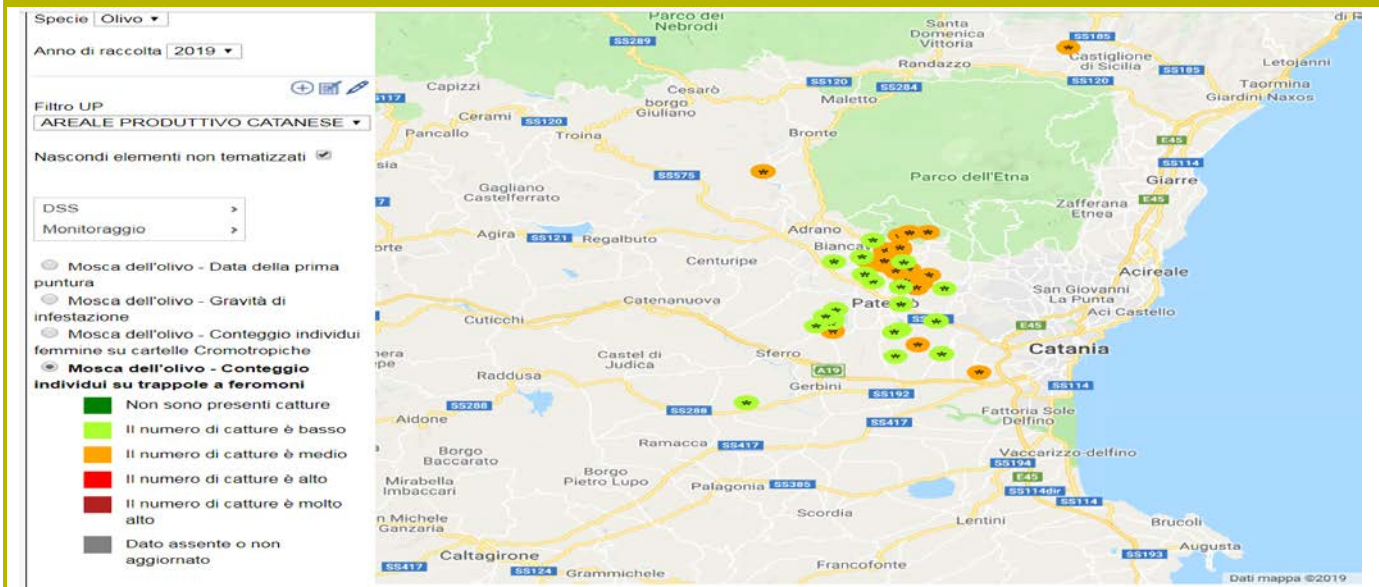 Specie Olivo
Anno di raccolta 2019
Filtro UP
AREALE PRODUTTIVO CATANESE
Nascondi elementi non tematizzati
DSS >
Monitoraggio >
Mosca dell'olivo - Data della prima
puntura
Mosca dell'olivo - Gravità di
infestazione
Mosca dell'olivo - Conteggio individui
femmine su cartelle Cromotropiche
Mosca dell'olivo - Conteggio
individui su trappole a feromoni
Non sono presenti catture
Il numero di catture è basso
Il numero di catture è medio
Il numero di catture è alto
Il numero di catture è molto
alto
Dato assente o non
aggiornato
Parco dei
Nebrodi
SS289
Santa
Domenica
Vittoria
SS185
Castiglione
di Sicilia
SS185
Letojanni
Randazzo
Capizzi
Cesarò
SS120
SS284
SS120
Taormina
Giardini Naxos
117
borgo
Giuliano
Maletto
Cerami
SS120
Pancallo
Troina
Bronte
E45
SS114
sia
SS575
Parco dell'Etna
Giarre
Gagliano
Castelferrato
Zafferana
Etnea
E45
Adrano
Agira
SS121
Regalbuto
orte
Biancav
Centuripe
Acireale
San Giovanni
La Punta
Catenanuova
Aci Castello
Cuticchi
E45
Catania
Castel di
Judica
Sferro
A19
Raddusa
Gerbini
SS192
SS114
SS288
SS288
Fattoria Sole
Delfino
Aidone
SS417
Ramacca
SS417
Vaccarizzo-delfino
Borgo
Baccarato
SS194
Mirabella
Imbaccari
Borgo
Pietro Lupo
Palagonia
SS385
E45
SS114dir
SS114
Scordia
n Michele
Ganzaria
Lentini
Brucoli
Augusta
Caltagirone
SS193
SS417
SS124
Grammichele
Francofonte
Dati mappa ©2019